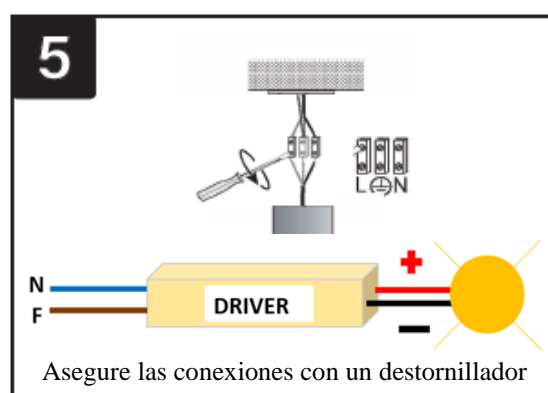 5
L N
+
N
F
DRIVER
−
Asegure las conexiones con un destornillador